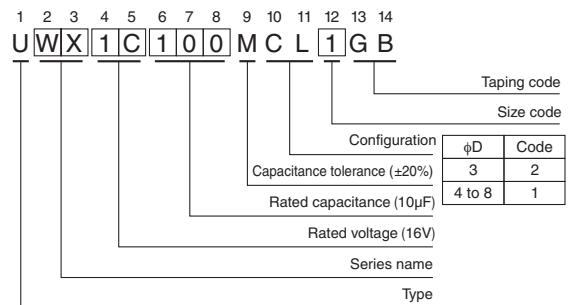 1 2 3 4 5 6 7 8 9 10 11 12 13 14
U W X 1 C 1 0 0 M C L 1 G B
Taping code
Size code
Configuration
Capacitance tolerance (±20%)
Rated capacitance (10µF)
Rated voltage (16V)
Series name
Type
ϕD Code
3 2
4 to 8 1